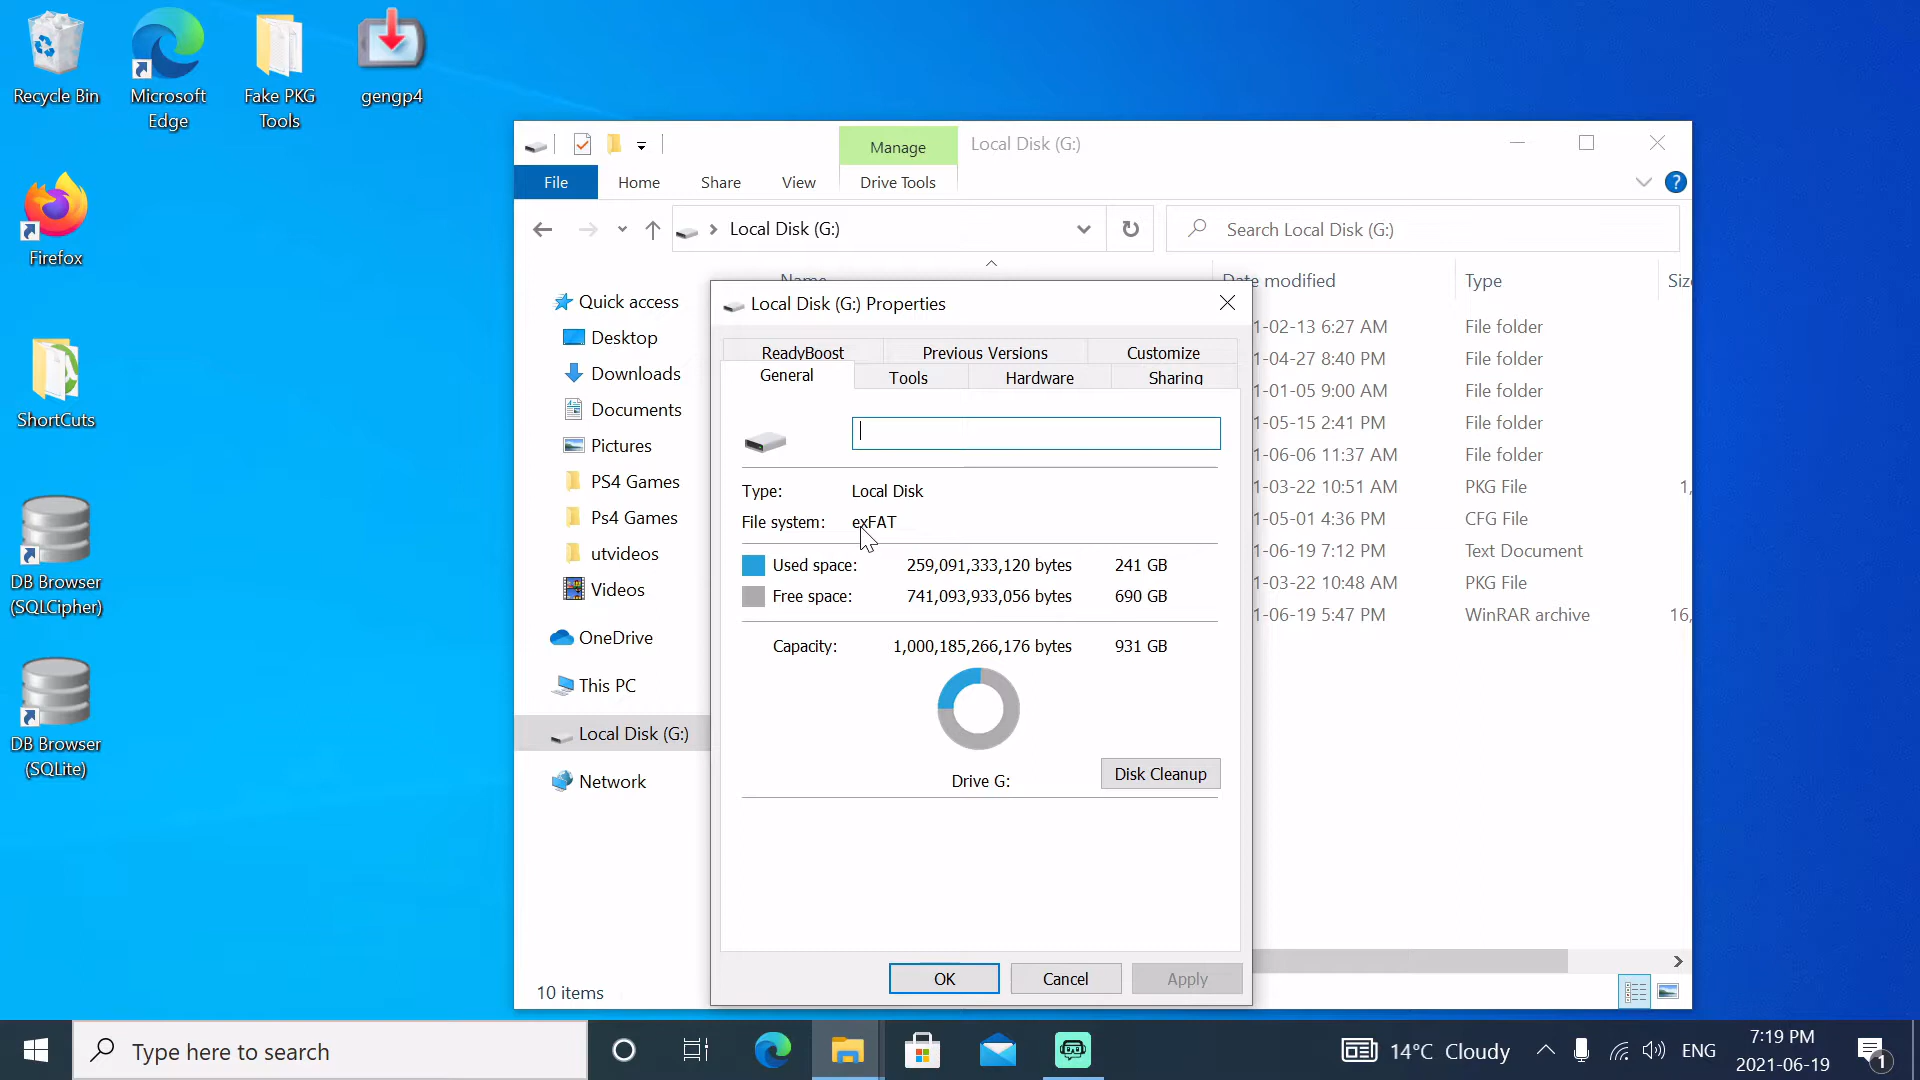 Recycle Bin
Microsoft
Edge
Fake PKG
Tools
gengp4
Firefox
ShortCuts
DB Browser
(SQLCipher)
DB Browser
(SQLite)
Manage
Local Disk (G:)
File
Home
Share
View
Drive Tools
Local Disk (G:)
Search Local Disk (G:)
Name
Date modified
Type
Siz
Quick access
Desktop
Downloads
Documents
Pictures
PS4 Games
Ps4 Games
utvideos
Videos
OneDrive
This PC
Local Disk (G:)
Network
1-02-13 6:27 AM File folder
1-04-27 8:40 PM File folder
1-01-05 9:00 AM File folder
1-05-15 2:41 PM File folder
1-06-06 11:37 AM File folder
1-03-22 10:51 AM PKG File 1,
1-05-01 4:36 PM CFG File
1-06-19 7:12 PM Text Document
1-03-22 10:48 AM PKG File
1-06-19 5:47 PM WinRAR archive 16,
10 items
Local Disk (G:) Properties
ReadyBoost
Previous Versions
Customize
General
Tools
Hardware
Sharing
Type: Local Disk
File system: exFAT
Used space: 259,091,333,120 bytes 241 GB
Free space: 741,093,933,056 bytes 690 GB
Capacity: 1,000,185,266,176 bytes 931 GB
Drive G:
Disk Cleanup
OK
Cancel
Apply
Type here to search
14°C Cloudy
ENG
7:19 PM
2021-06-19
1